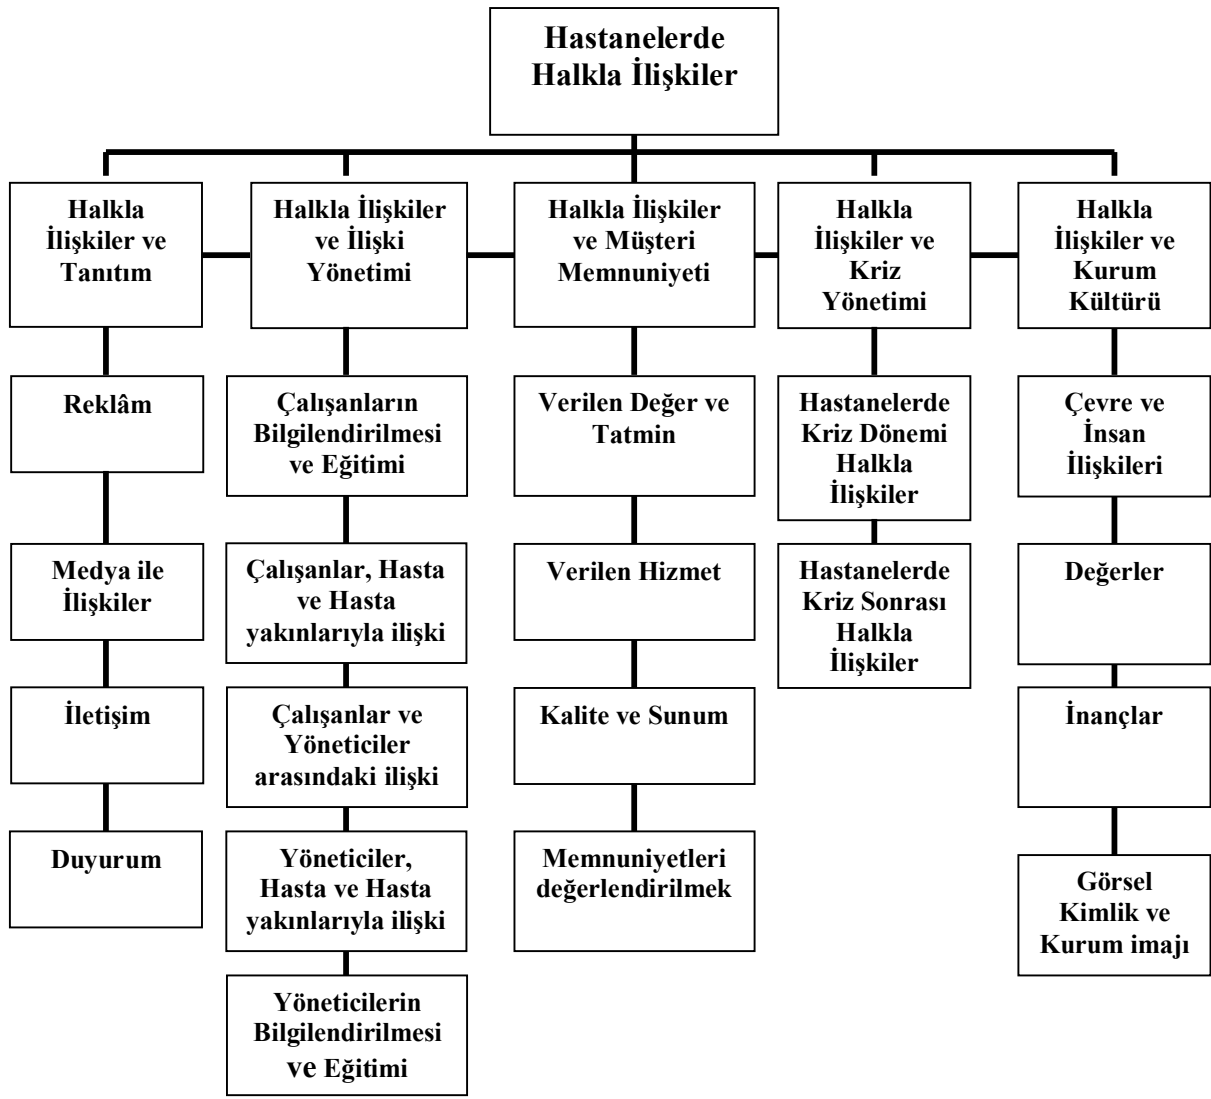 Hastanelerde
Halkla İlişkiler
Halkla
İlişkiler ve
Tanıtım
Halkla İlişkiler
ve İlişki
Yönetimi
Halkla İlişkiler
ve Müşteri
Memnuniyeti
Halkla
İlişkiler ve
Kriz
Yönetimi
Halkla
İlişkiler ve
Kurum
Kültürü
Reklâm
Medya ile
İlişkiler
İletişim
Duyurum
Çalışanların
Bilgilendirilmesi
ve Eğitimi
Çalışanlar, Hasta
ve Hasta
yakınlarıyla ilişki
Çalışanlar ve
Yöneticiler
arasındaki ilişki
Yöneticiler,
Hasta ve Hasta
yakınlarıyla ilişki
Yöneticilerin
Bilgilendirilmesi
ve Eğitimi
Verilen Değer ve
Tatmin
Verilen Hizmet
Kalite ve Sunum
Memnuniyetleri
değerlendirilmek
Hastanelerde
Kriz Dönemi
Halkla
İlişkiler
Hastanelerde
Kriz Sonrası
Halkla
İlişkiler
Çevre ve
İnsan
İlişkileri
Değerler
İnançlar
Görsel
Kimlik ve
Kurum imajı